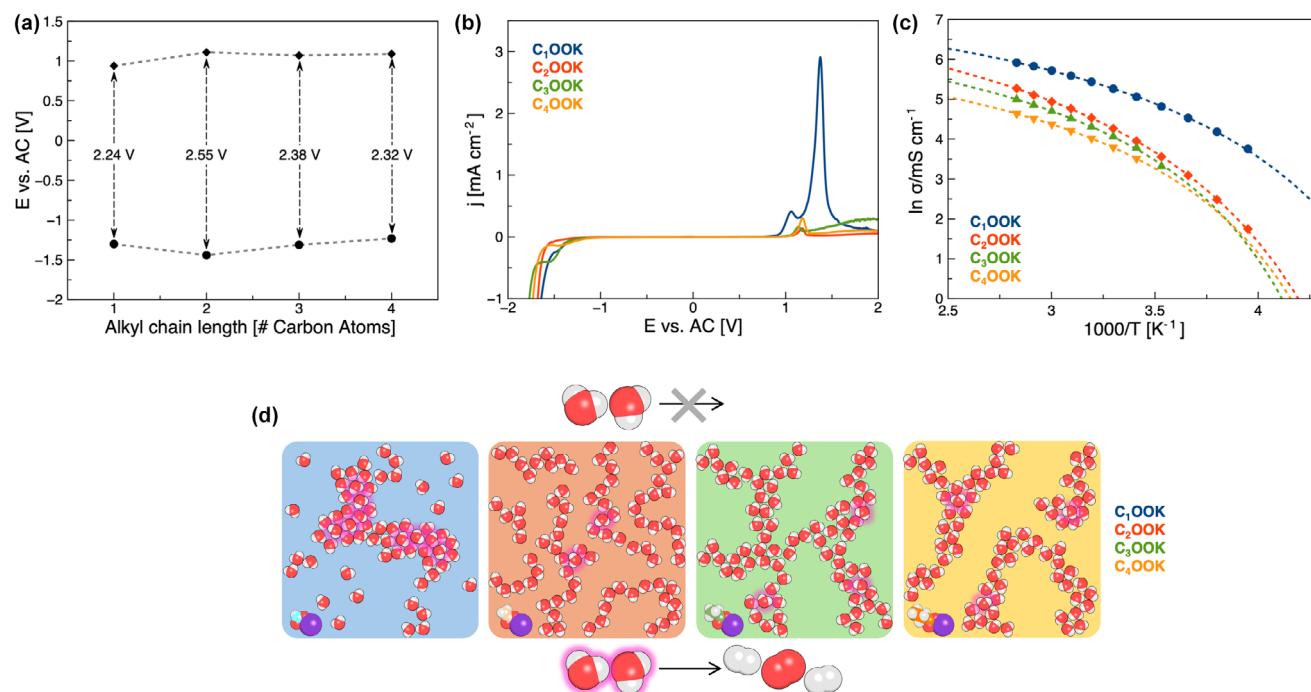 (a)
1.5
1
0.5
0
−0.5
−1
−1.5
−2
E vs. AC [V]
2.24 V
2.55 V
2.38 V
2.32 V
1
2
3
4
Alkyl chain length [# Carbon Atoms]
(b)
C₁OOK
C₂OOK
C₃OOK
C₄OOK
3
2
1
0
−1
j [mA cm⁻²]
−2
−1
0
1
2
E vs. AC [V]
(c)
7
6
5
4
3
2
1
0
ln σ/mS cm⁻¹
C₁OOK
C₂OOK
C₃OOK
C₄OOK
2.5
3
3.5
4
1000/T [K⁻¹]
(d)
C₁OOK
C₂OOK
C₃OOK
C₄OOK